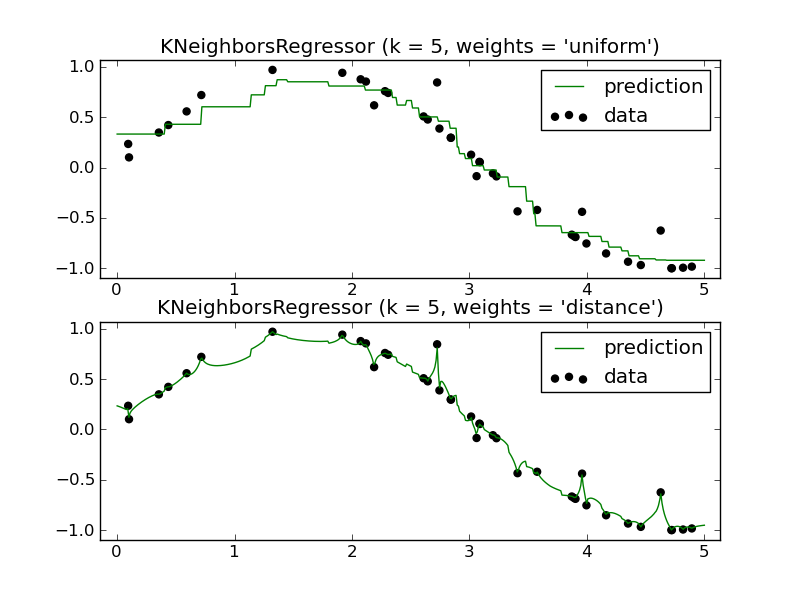 KNeighborsRegressor (k = 5, weights = 'uniform')
1.0
0.5
0.0
−0.5
−1.0
prediction
data
0 1 2 3 4 5
KNeighborsRegressor (k = 5, weights = 'distance')
1.0
0.5
0.0
−0.5
−1.0
prediction
data
0 1 2 3 4 5